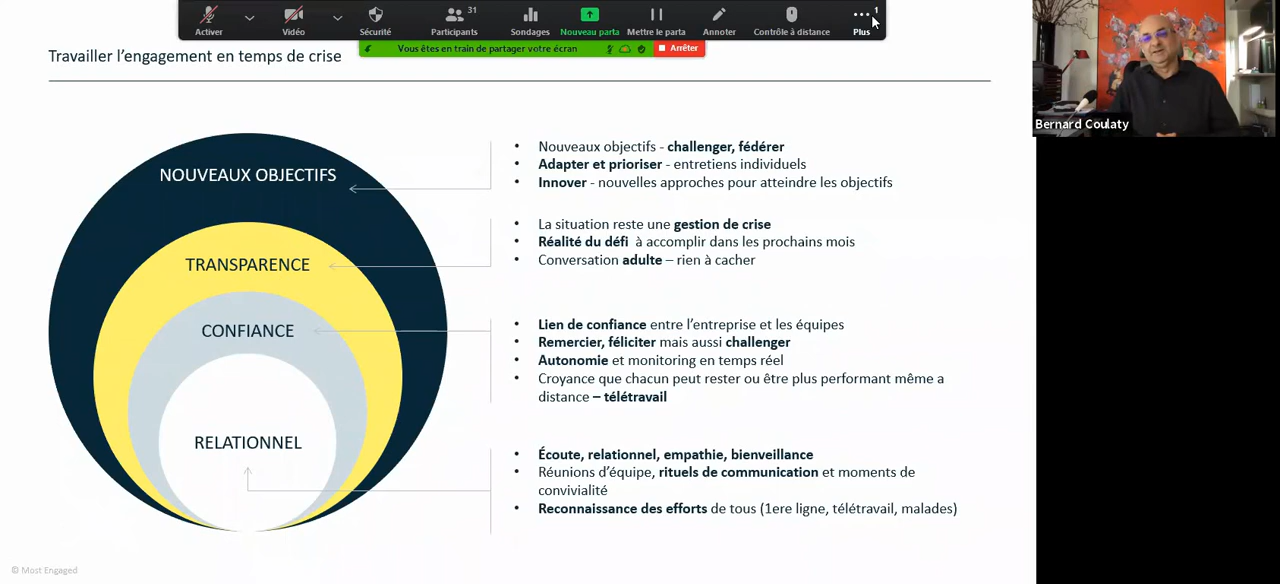 Activer
Vidéo
Sécurité
31
Participants
Sondages
Nouveau parta
Mettre le parta
Annoter
Contrôle à distance
1
Plus
Vous êtes en train de partager votre écran
Arrêter
Travailler l'engagement en temps de crise
Bernard Coulaty
NOUVEAUX OBJECTIFS
• Nouveaux objectifs - challenger, fédérer
• Adapter et prioriser - entretiens individuels
• Innover - nouvelles approches pour atteindre les objectifs
TRANSPARENCE
• La situation reste une gestion de crise
• Réalité du défi à accomplir dans les prochains mois
• Conversation adulte – rien à cacher
CONFIANCE
• Lien de confiance entre l'entreprise et les équipes
• Remercier, féliciter mais aussi challenger
• Autonomie et monitoring en temps réel
• Croyance que chacun peut rester ou être plus performant même a
distance – télétravail
RELATIONNEL
• Écoute, relationnel, empathie, bienveillance
• Réunions d'équipe, rituels de communication et moments de
convivialité
• Reconnaissance des efforts de tous (1ere ligne, télétravail, malades)
© Most Engaged